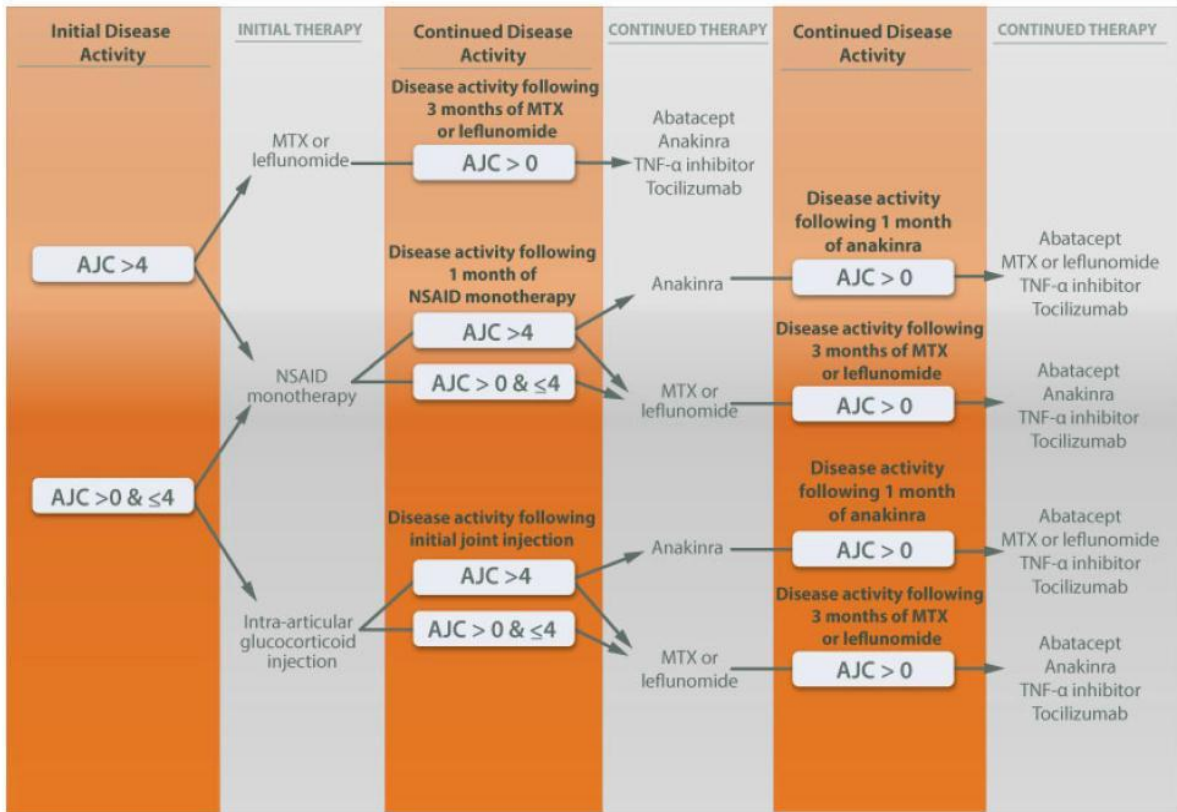 Initial Disease
Activity
INITIAL THERAPY
Continued Disease
Activity
CONTINUED THERAPY
Continued Disease
Activity
CONTINUED THERAPY
AJC >4
AJC >0 & ≤4
MTX or
leflunomide
NSAID
monotherapy
Intra-articular
glucocorticoid
injection
Disease activity following
3 months of MTX
or leflunomide
AJC > 0
Disease activity following
1 month of
NSAID monotherapy
AJC >4
AJC > 0 & ≤4
Disease activity following
initial joint injection
AJC >4
AJC > 0 & ≤4
Abatacept
Anakinra
TNF-α inhibitor
Tocilizumab
Anakinra
MTX or
leflunomide
Anakinra
MTX or
leflunomide
Disease activity
following 1 month
of anakinra
AJC > 0
Disease activity following
3 months of MTX
or leflunomide
AJC > 0
Disease activity
following 1 month
of anakinra
AJC > 0
Disease activity following
3 months of MTX
or leflunomide
AJC > 0
Abatacept
MTX or leflunomide
TNF-α inhibitor
Tocilizumab
Abatacept
Anakinra
TNF-α inhibitor
Tocilizumab
Abatacept
MTX or leflunomide
TNF-α inhibitor
Tocilizumab
Abatacept
Anakinra
TNF-α inhibitor
Tocilizumab